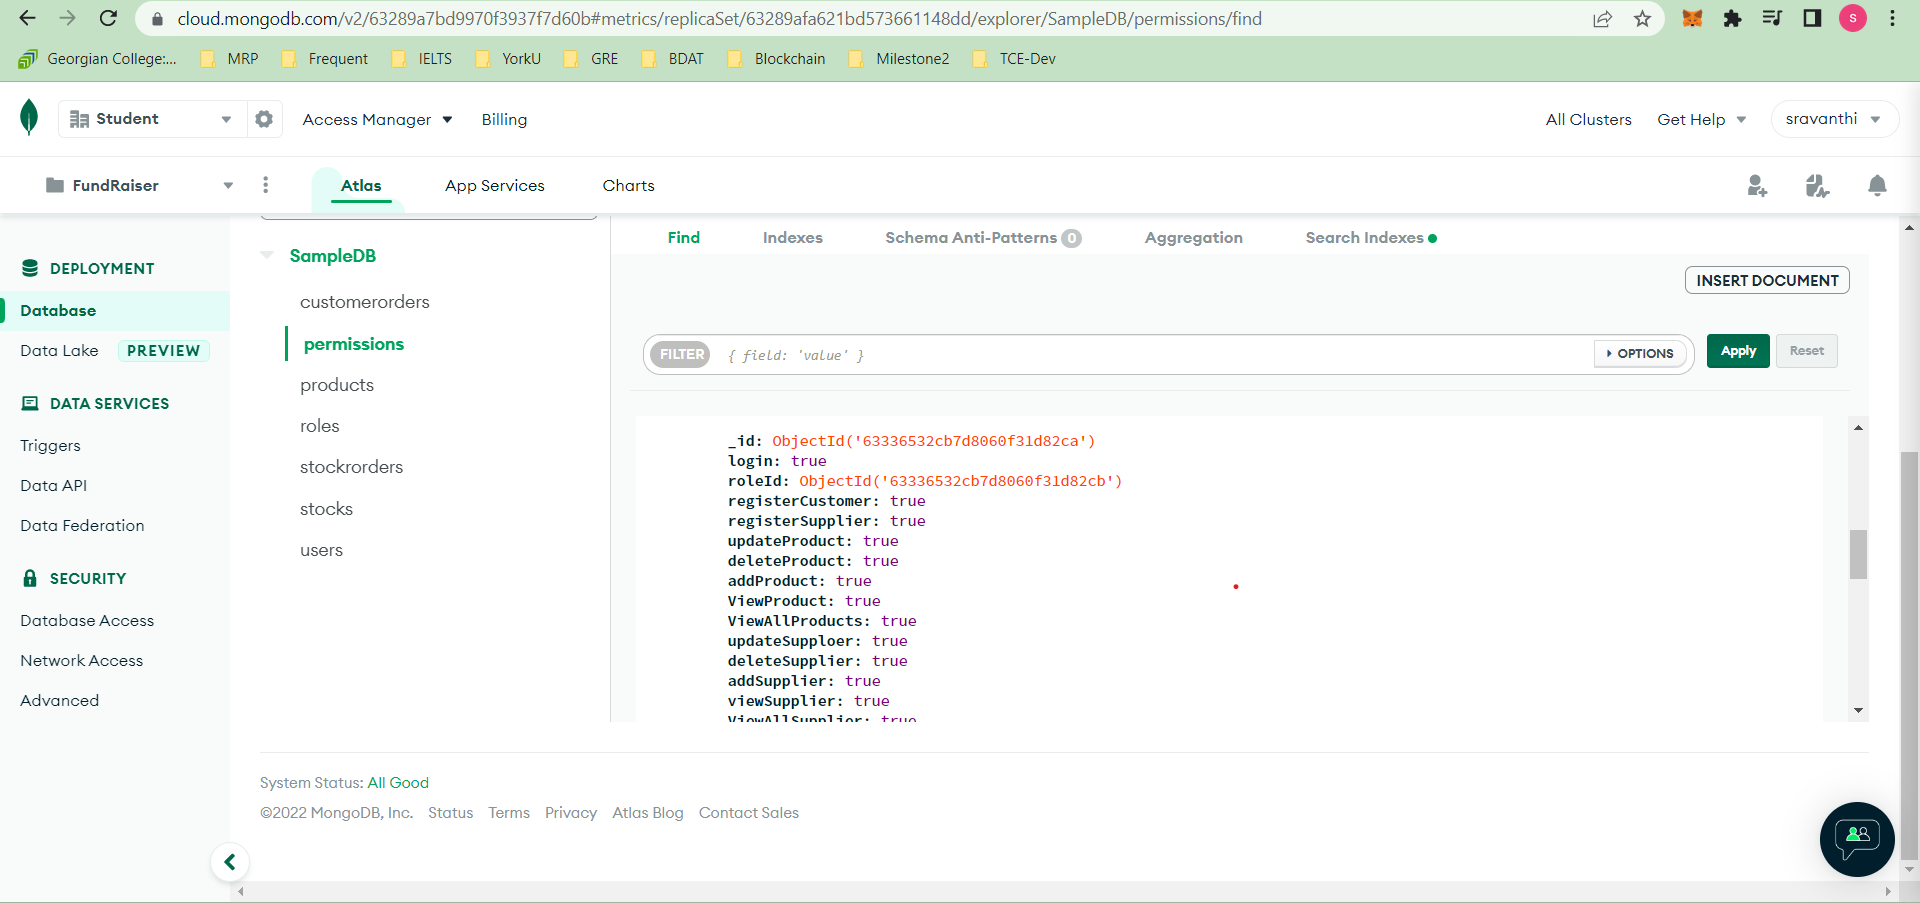 cloud.mongodb.com/v2/63289a7bd9970f3937f7d60b#metrics/replicaSet/63289afa621bd573661148dd/explorer/SampleDB/permissions/find
S
Georgian College:... MRP Frequent IELTS YorkU GRE BDAT Blockchain Milestone2 TCE-Dev
Student Access Manager Billing All Clusters Get Help sravanthi
FundRaiser Atlas App Services Charts
DEPLOYMENT
Database
Data Lake PREVIEW
DATA SERVICES
Triggers
Data API
Data Federation
SECURITY
Database Access
Network Access
Advanced
SampleDB
customerorders
permissions
products
roles
stockrorders
stocks
users
Find Indexes Schema Anti-Patterns 0 Aggregation Search Indexes
INSERT DOCUMENT
FILTER { field: 'value' } OPTIONS Apply Reset
_id: ObjectId('63336532cb7d8060f31d82ca')
login: true
roleId: ObjectId('63336532cb7d8060f31d82cb')
registerCustomer: true
registerSupplier: true
updateProduct: true
deleteProduct: true
addProduct: true
ViewProduct: true
ViewAllProducts: true
updateSupploer: true
deleteSupplier: true
addSupplier: true
viewSupplier: true
ViewAllSupplier: true
System Status: All Good
©2022 MongoDB, Inc. Status Terms Privacy Atlas Blog Contact Sales